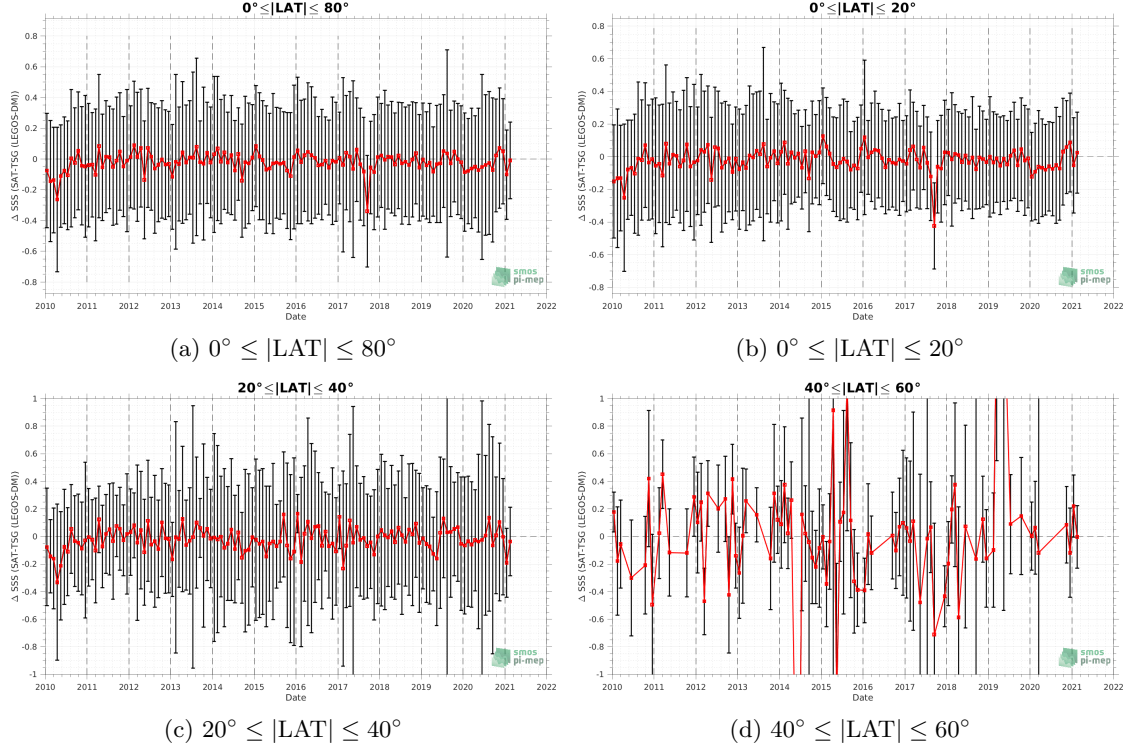 0°≤|LAT|≤ 80°
Δ SSS (SAT-TSG (LEGOS-DM))
0.8
0.6
0.4
0.2
0
-0.2
-0.4
-0.6
-0.8
2010 2011 2012 2013 2014 2015 2016 2017 2018 2019 2020 2021 2022
Date
smos
pi-mep
(a) 0° ≤ |LAT| ≤ 80°
0°≤|LAT|≤ 20°
Δ SSS (SAT-TSG (LEGOS-DM))
0.8
0.6
0.4
0.2
0
-0.2
-0.4
-0.6
-0.8
2010 2011 2012 2013 2014 2015 2016 2017 2018 2019 2020 2021 2022
Date
smos
pi-mep
(b) 0° ≤ |LAT| ≤ 20°
20°≤|LAT|≤ 40°
Δ SSS (SAT-TSG (LEGOS-DM))
1
0.8
0.6
0.4
0.2
0
-0.2
-0.4
-0.6
-0.8
-1
2010 2011 2012 2013 2014 2015 2016 2017 2018 2019 2020 2021 2022
Date
smos
pi-mep
(c) 20° ≤ |LAT| ≤ 40°
40°≤|LAT|≤ 60°
Δ SSS (SAT-TSG (LEGOS-DM))
1
0.8
0.6
0.4
0.2
0
-0.2
-0.4
-0.6
-0.8
-1
2010 2011 2012 2013 2014 2015 2016 2017 2018 2019 2020 2021 2022
Date
smos
pi-mep
(d) 40° ≤ |LAT| ≤ 60°